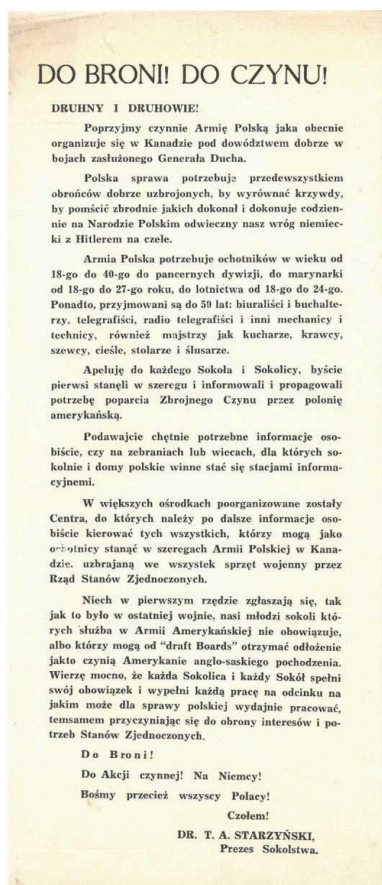 DO BRONI! DO CZYNU!
DRUHNY I DRUHOWIE!
Poprzyjmy czynnie Armię Polską jaka obecnie
organizuje się w Kanadzie pod dowództwem dobrze w
bojach zasłużonego Generała Ducha.
Polska sprawa potrzebuje przedewszystkiem
obrońców dobrze uzbrojonych, by wyrównać krzywdy,
by pomścić zbrodnie jakich dokonał i dokonuje codzien-
nie na Narodzie Polskim odwieczny nasz wróg niemiec-
ki z Hitlerem na czele.
Armia Polska potrzebuje ochotników w wieku od
18-go do 40-go do pancernych dywizji, do marynarki
od 18-go do 27-go roku, do lotnictwa od 18-go do 24-go.
Ponadto, przyjmowani są do 50 lat: biuraliści i buchalte-
rzy, telegrafiści, radio telegrafiści i inni mechanicy i
technicy, również majstrzy jak kucharze, krawcy,
szewcy, cieśle, stolarze i ślusarze.
Apeluję do każdego Sokoła i Sokolicy, byście
pierwsi stanęli w szeregu i informowali i propagowali
potrzebę poparcia Zbrojnego Czynu przez polonię
amerykańską.
Podawajcie chętnie potrzebne informacje oso-
biście, czy na zebraniach lub wiecach, dla których so-
kolnie i domy polskie winne stać się stacjami informa-
cyjnemi.
W większych ośrodkach poorganizowane zostały
Centra, do których należy po dalsze informacje oso-
biście kierować tych wszystkich, którzy mogą jako
ochotnicy stanąć w szeregach Armii Polskiej w Kana-
dzie, uzbrajaną we wszystek sprzęt wojenny przez
Rząd Stanów Zjednoczonych.
Niech w pierwszym rzędzie zgłaszają się, tak
jak to było w ostatniej wojnie, nasi młodzi sokoli któ-
rych służba w Armii Amerykańskiej nie obowiązuje,
albo którzy mogą od "draft Boards" otrzymać odłożenie
jakto czynią Amerykanie anglo-saskiego pochodzenia.
Wierzę mocno, że każda Sokolica i każdy Sokół spełni
swój obowiązek i wypełni każdą pracę na odcinku na
jakim może dla sprawy polskiej wydajnie pracować,
temsamem przyczyniając się do obrony interesów i po-
trzeb Stanów Zjednoczonych.
Do Broni!
Do Akcji czynnej! Na Niemcy!
Bośmy przecież wszyscy Polacy!
Czołem!
DR. T. A. STARZYŃSKI,
Prezes Sokolstwa.